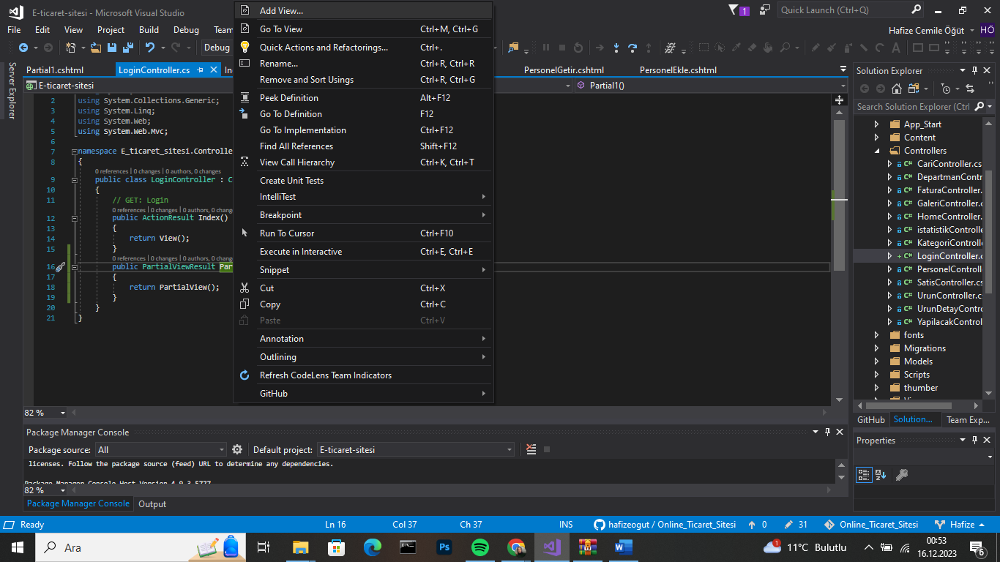 E-ticaret-sitesi - Microsoft Visual Studio
1
Quick Launch (Ctrl+Q)
File Edit View Project Build Debug Team
Hafize Cemile Öğüt
HÖ
Debug
Server Explorer
Partial1.cshtml
LoginController.cs
PersonelGetir.cshtml
PersonelEkle.cshtml
E-ticaret-sitesi
Partial1()
2 using System.Collections.Generic;
3 using System.Linq;
4 using System.Web;
5 using System.Web.Mvc;
6
7 namespace E_ticaret_sitesi.Controlle
8 {
0 references | 0 changes | 0 authors, 0 changes
9 public class LoginController : C
10 {
11 // GET: Login
0 references | 0 changes | 0 authors, 0 chang
12 public ActionResult Index()
13 {
14 return View();
15 }
0 references | 0 changes | 0 authors, 0 chang
16 public PartialViewResult Par
17 {
18 return PartialView();
19 }
20 }
21 }
Add View...
Go To View Ctrl+M, Ctrl+G
Quick Actions and Refactorings... Ctrl+.
Rename... Ctrl+R, Ctrl+R
Remove and Sort Usings Ctrl+R, Ctrl+G
Peek Definition Alt+F12
Go To Definition F12
Go To Implementation Ctrl+F12
Find All References Shift+F12
View Call Hierarchy Ctrl+K, Ctrl+T
Create Unit Tests
IntelliTest
Breakpoint
Run To Cursor Ctrl+F10
Execute in Interactive Ctrl+E, Ctrl+E
Snippet
Cut Ctrl+X
Copy Ctrl+C
Paste Ctrl+V
Annotation
Outlining
Refresh CodeLens Team Indicators
GitHub
Solution Explorer
Search Solution Explorer (Ctrl
App_Start
Content
Controllers
CariController.cs
DepartmanContr
FaturaController.
GaleriController.c
HomeController.
istatistikControlle
KategoriControlle
LoginController.c
PersonelControll
SatisController.cs
UrunController.c
UrunDetayContro
YapilacakControl
fonts
Migrations
Models
Scripts
thumber
GitHub Solution... Team Exp...
Properties
82 %
Package Manager Console
Package source: All
Default project: E-ticaret-sitesi
licenses. Follow the package source (feed) URL to determine any dependencies.
Package Manager Console Host Version 4.9.3.5777
82 %
Package Manager Console Output
Ready Ln 16 Col 37 Ch 37 INS hafizeogut / Online_Ticaret_Sitesi 0 31 Online_Ticaret_Sitesi Hafize
Ara
Ps
1
11°C Bulutlu
00:53
16.12.2023
6